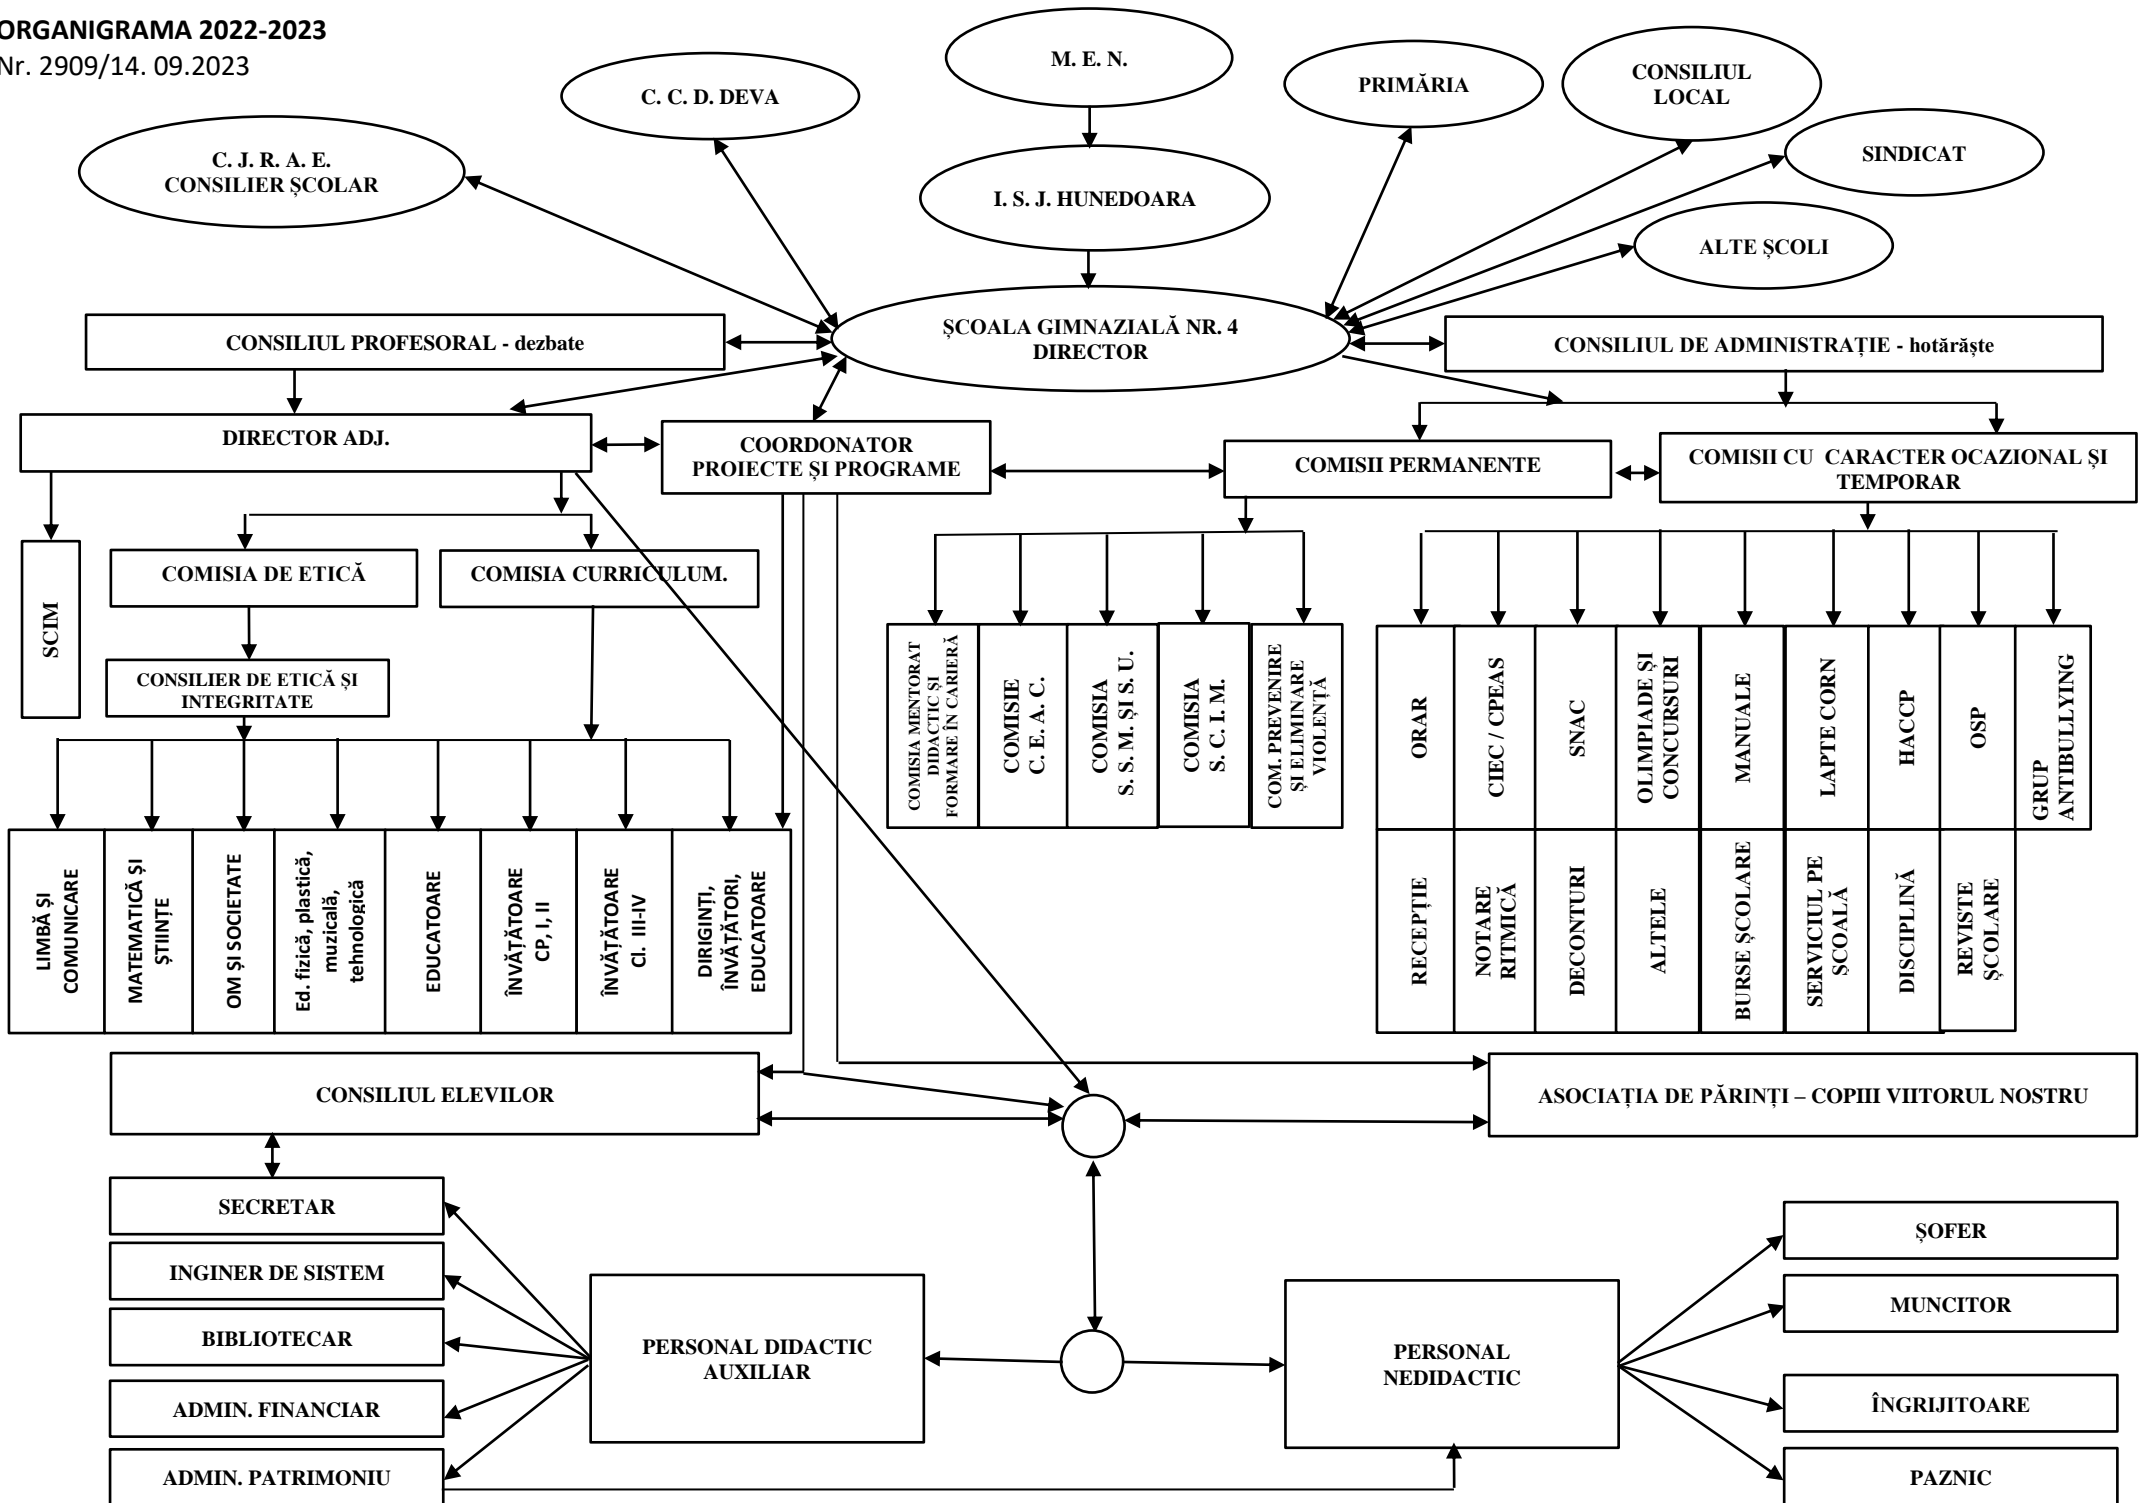 ORGANIGRAMA 2022-2023
Nr. 2909/14. 09.2023
M. E. N.
C. C. D. DEVA
PRIMĂRIA
CONSILIUL
LOCAL
C. J. R. A. E.
CONSILIER ȘCOLAR
SINDICAT
I. S. J. HUNEDOARA
ALTE ȘCOLI
ȘCOALA GIMNAZIALĂ NR. 4
DIRECTOR
CONSILIUL PROFESORAL - dezbate
CONSILIUL DE ADMINISTRAȚIE - hotărăște
DIRECTOR ADJ.
COORDONATOR
PROIECTE ȘI PROGRAME
COMISII PERMANENTE
COMISII CU CARACTER OCAZIONAL ȘI
TEMPORAR
SCIM
COMISIA DE ETICĂ
COMISIA CURRICULUM.
CONSILIER DE ETICĂ ȘI
INTEGRITATE
COMISIA MENTORAT
DIDACTIC ȘI
FORMARE ÎN CARIERĂ
COMISIE
C. E. A. C.
COMISIA
S. S. M. ȘI S. U.
COMISIA
S. C. I. M.
COM. PREVENIRE
ȘI ELIMINARE
VIOLENȚĂ
ORAR
CIEC / CPEAS
SNAC
OLIMPIADE ȘI
CONCURSURI
MANUALE
LAPTE CORN
HACCP
OSP
GRUP
ANTIBULLYING
LIMBĂ ȘI
COMUNICARE
MATEMATICĂ ȘI
ȘTIINȚE
OM ȘI SOCIETATE
Ed. fizică, plastică,
muzicală,
tehnologică
EDUCATOARE
ÎNVĂȚĂTOARE
CP, I, II
ÎNVĂȚĂTOARE
Cl. III-IV
DIRIGINȚI,
ÎNVĂȚĂTORI,
EDUCATOARE
RECEPȚIE
NOTARE
RITMICĂ
DECONTURI
ALTELE
BURSE ȘCOLARE
SERVICIUL PE
ȘCOALĂ
DISCIPLINĂ
REVISTE
ȘCOLARE
CONSILIUL ELEVILOR
ASOCIAȚIA DE PĂRINȚI – COPIII VIITORUL NOSTRU
SECRETAR
INGINER DE SISTEM
BIBLIOTECAR
ADMIN. FINANCIAR
ADMIN. PATRIMONIU
PERSONAL DIDACTIC
AUXILIAR
PERSONAL
NEDIDACTIC
ȘOFER
MUNCITOR
ÎNGRIJITOARE
PAZNIC